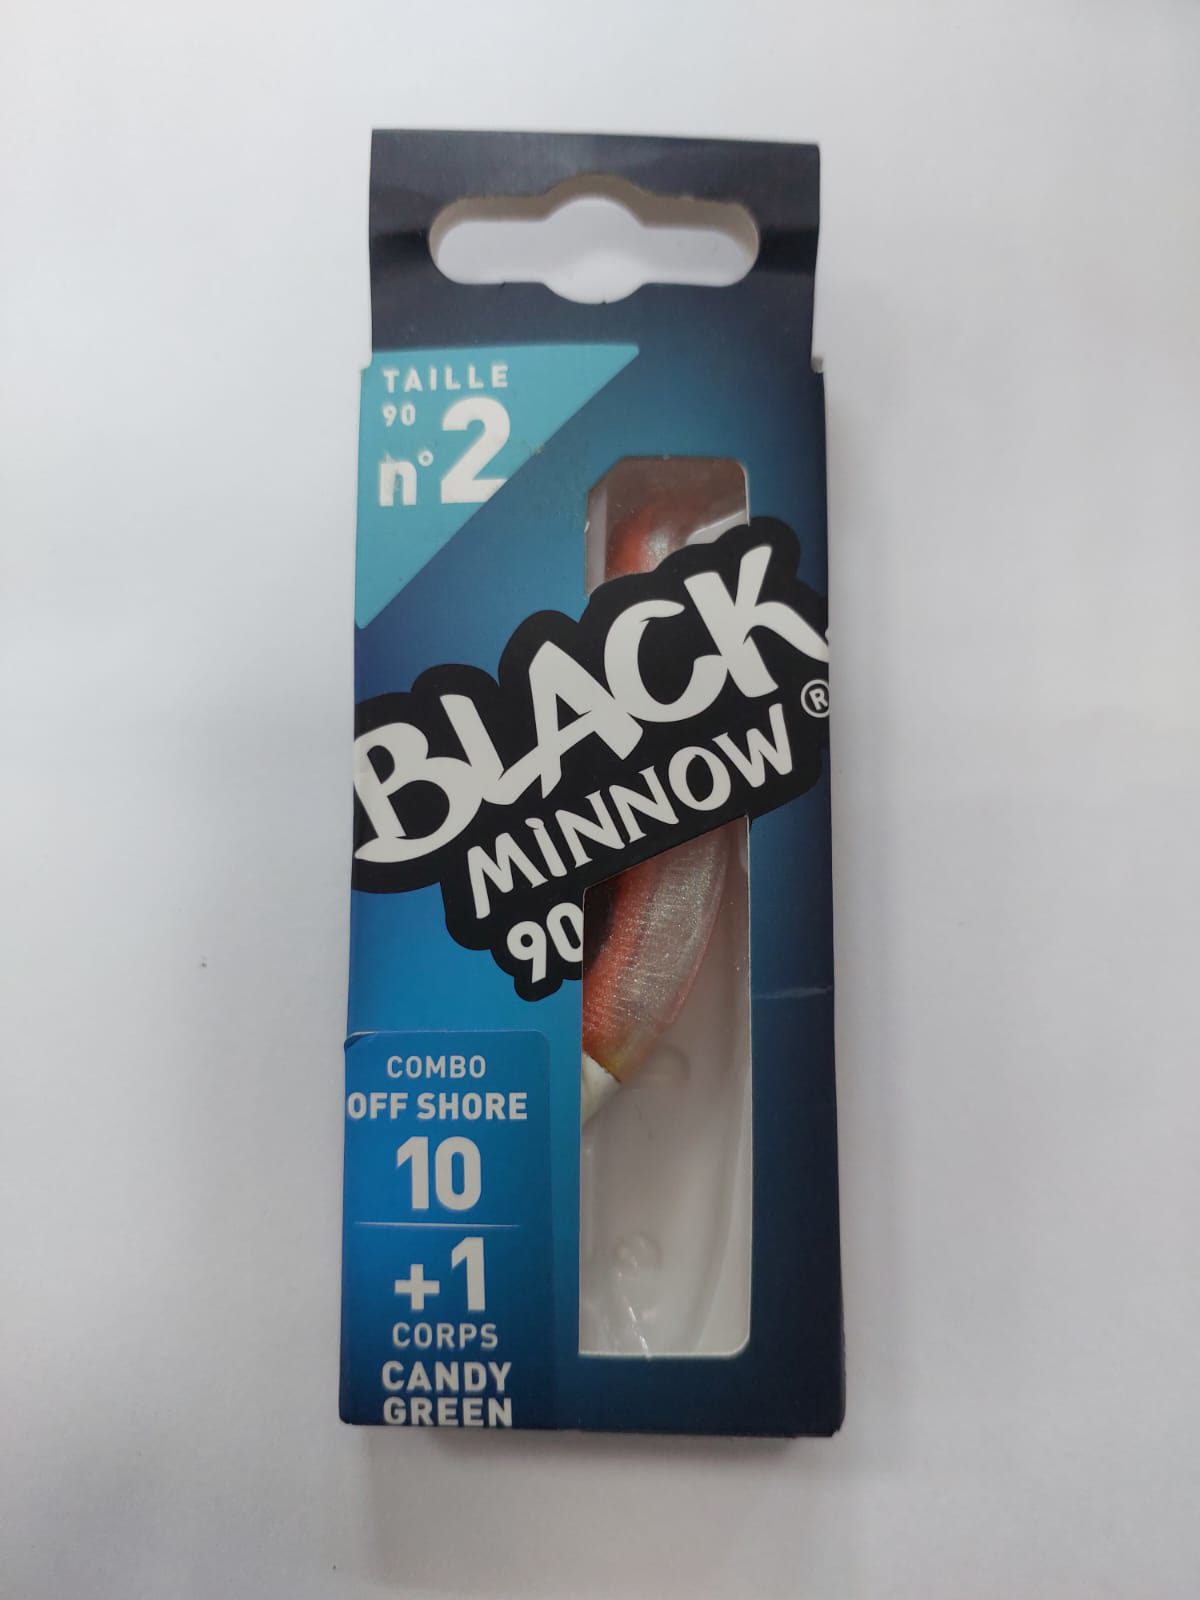 TAILLE
90
n° 2
BLACK
MINNOW ®
90
COMBO
OFF SHORE
10
+1
CORPS
CANDY
GREEN